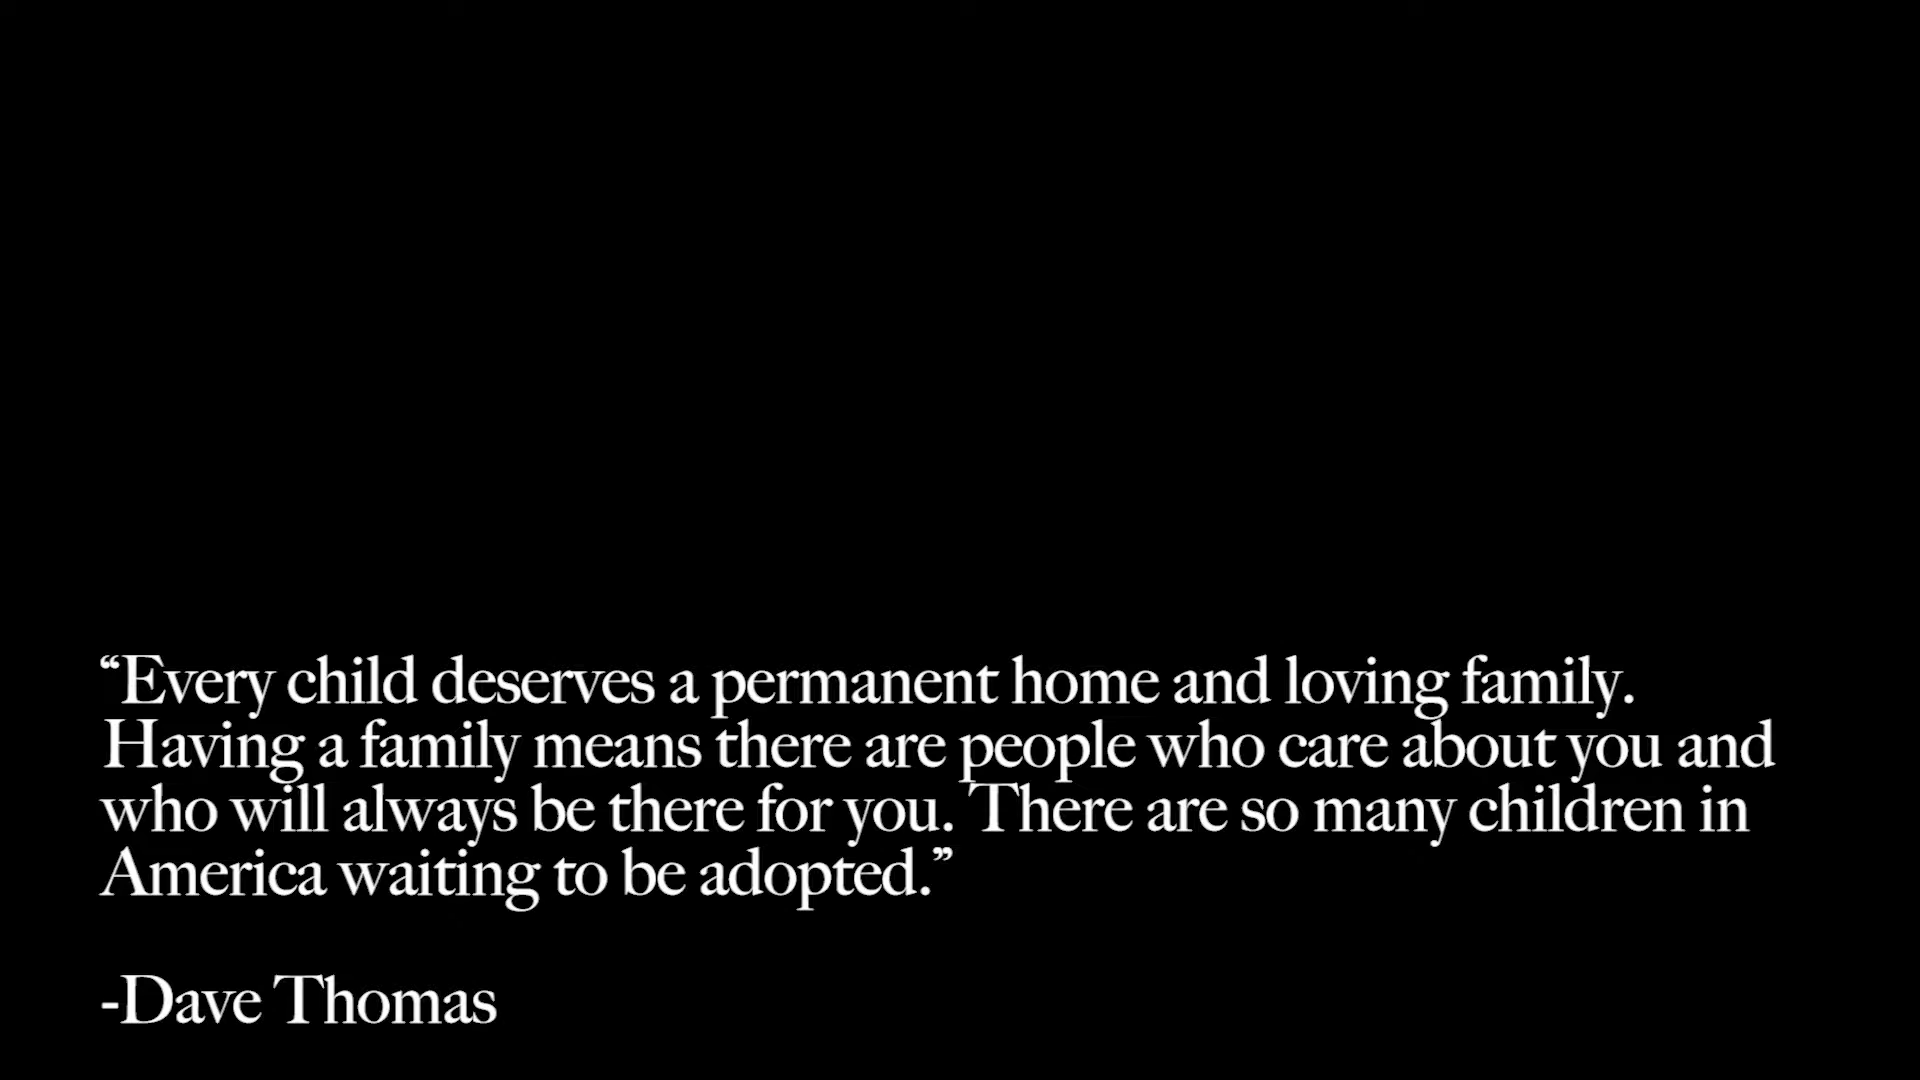 “Every child deserves a permanent home and loving family.
Having a family means there are people who care about you and
who will always be there for you. There are so many children in
America waiting to be adopted.”
-Dave Thomas